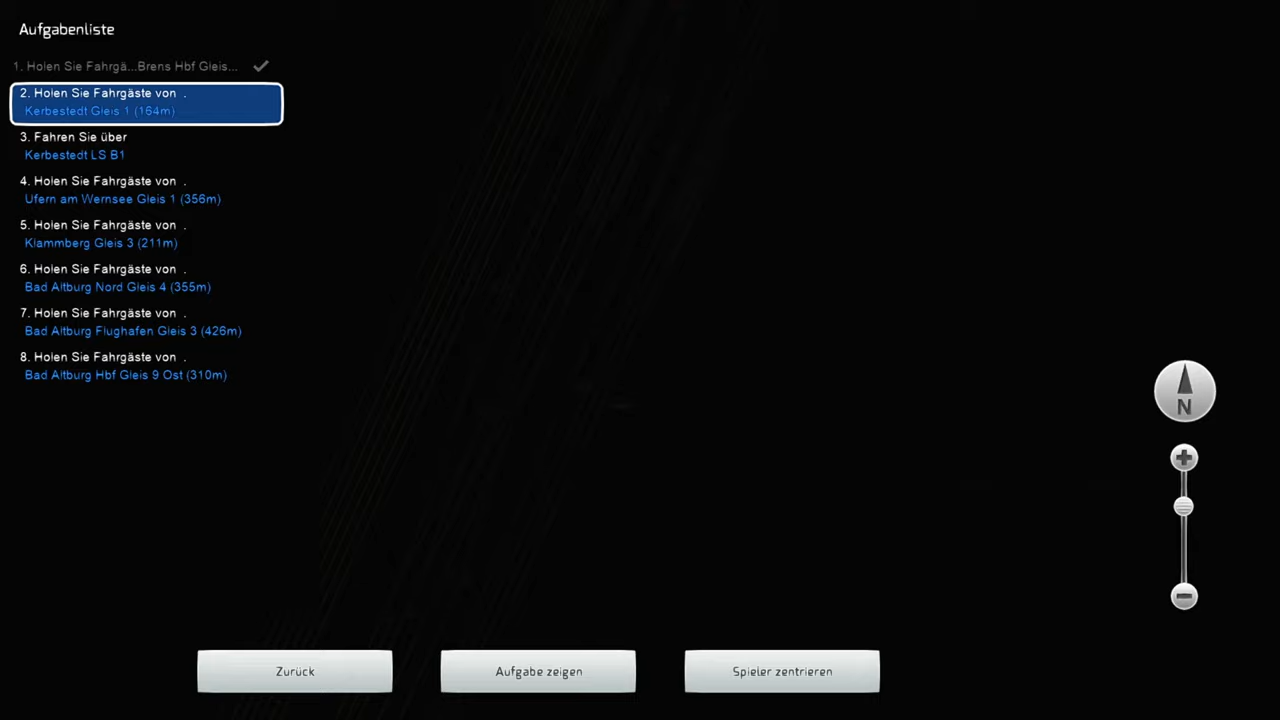 Aufgabenliste
1. Holen Sie Fahrgä...Brens Hbf Gleis...
2. Holen Sie Fahrgäste von .
Kerbestedt Gleis 1 (164m)
3. Fahren Sie über
Kerbestedt LS B1
4. Holen Sie Fahrgäste von .
Ufern am Wernsee Gleis 1 (356m)
5. Holen Sie Fahrgäste von .
Klammberg Gleis 3 (211m)
6. Holen Sie Fahrgäste von .
Bad Altburg Nord Gleis 4 (355m)
7. Holen Sie Fahrgäste von .
Bad Altburg Flughafen Gleis 3 (426m)
8. Holen Sie Fahrgäste von .
Bad Altburg Hbf Gleis 9 Ost (310m)
N
Zurück
Aufgabe zeigen
Spieler zentrieren